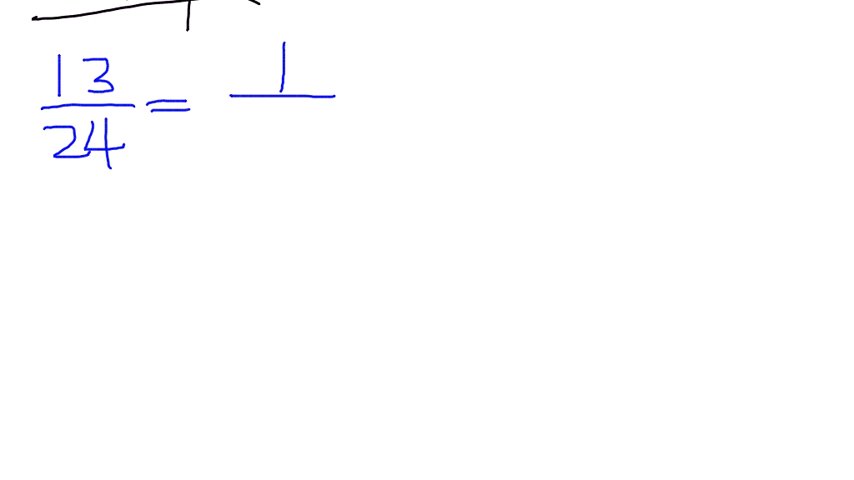 13/24 = 1/